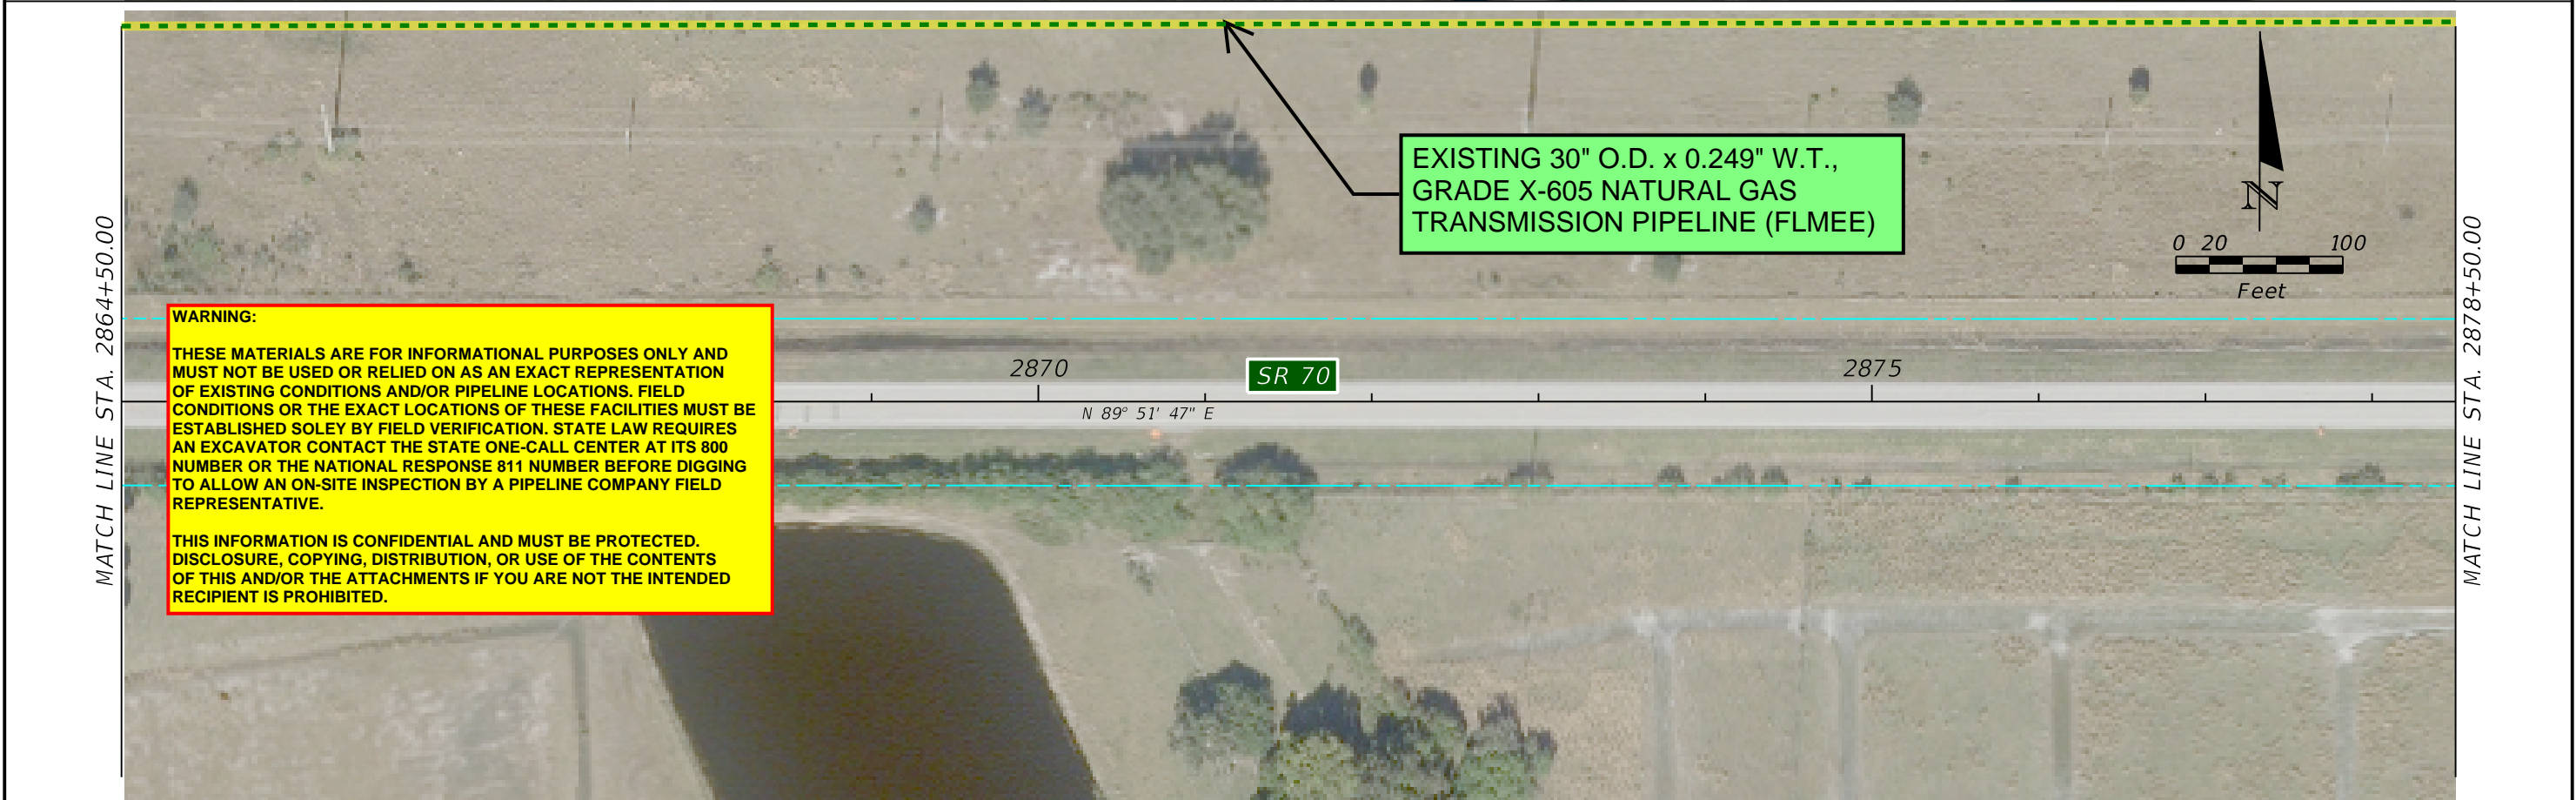 EXISTING 30" O.D. x 0.249" W.T.,
GRADE X-605 NATURAL GAS
TRANSMISSION PIPELINE (FLMEE)
N
0 20 100
Feet
MATCH LINE STA. 2864+50.00
MATCH LINE STA. 2878+50.00
WARNING:
THESE MATERIALS ARE FOR INFORMATIONAL PURPOSES ONLY AND
MUST NOT BE USED OR RELIED ON AS AN EXACT REPRESENTATION
OF EXISTING CONDITIONS AND/OR PIPELINE LOCATIONS. FIELD
CONDITIONS OR THE EXACT LOCATIONS OF THESE FACILITIES MUST BE
ESTABLISHED SOLEY BY FIELD VERIFICATION. STATE LAW REQUIRES
AN EXCAVATOR CONTACT THE STATE ONE-CALL CENTER AT ITS 800
NUMBER OR THE NATIONAL RESPONSE 811 NUMBER BEFORE DIGGING
TO ALLOW AN ON-SITE INSPECTION BY A PIPELINE COMPANY FIELD
REPRESENTATIVE.
THIS INFORMATION IS CONFIDENTIAL AND MUST BE PROTECTED.
DISCLOSURE, COPYING, DISTRIBUTION, OR USE OF THE CONTENTS
OF THIS AND/OR THE ATTACHMENTS IF YOU ARE NOT THE INTENDED
RECIPIENT IS PROHIBITED.
2870
SR 70
2875
N 89° 51' 47" E